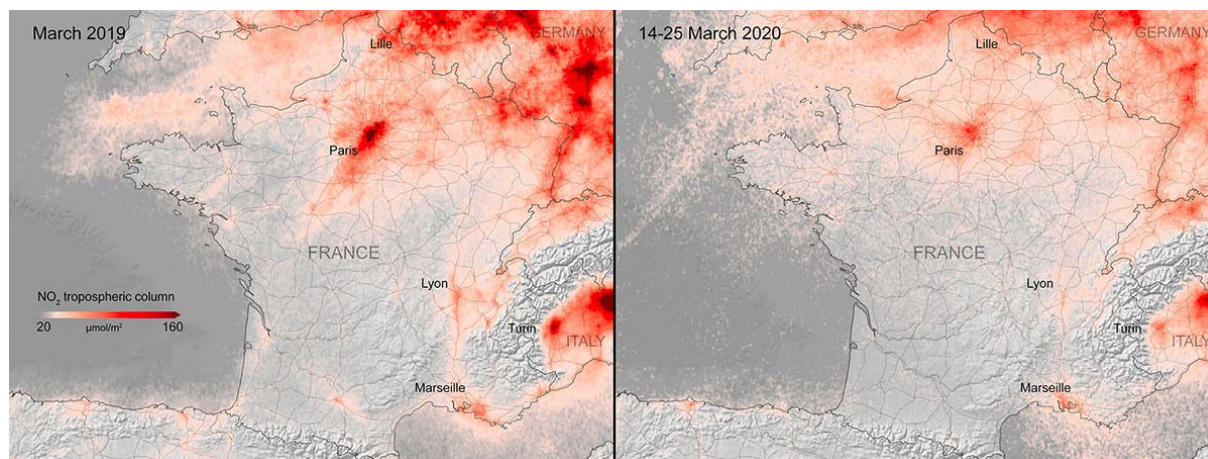 March 2019
Lille
GERMANY
Paris
FRANCE
Lyon
NO₂ tropospheric column
20 µmol/m² 160
Turin
ITALY
Marseille
14-25 March 2020
Lille
GERMANY
Paris
FRANCE
Lyon
Turin
ITALY
Marseille